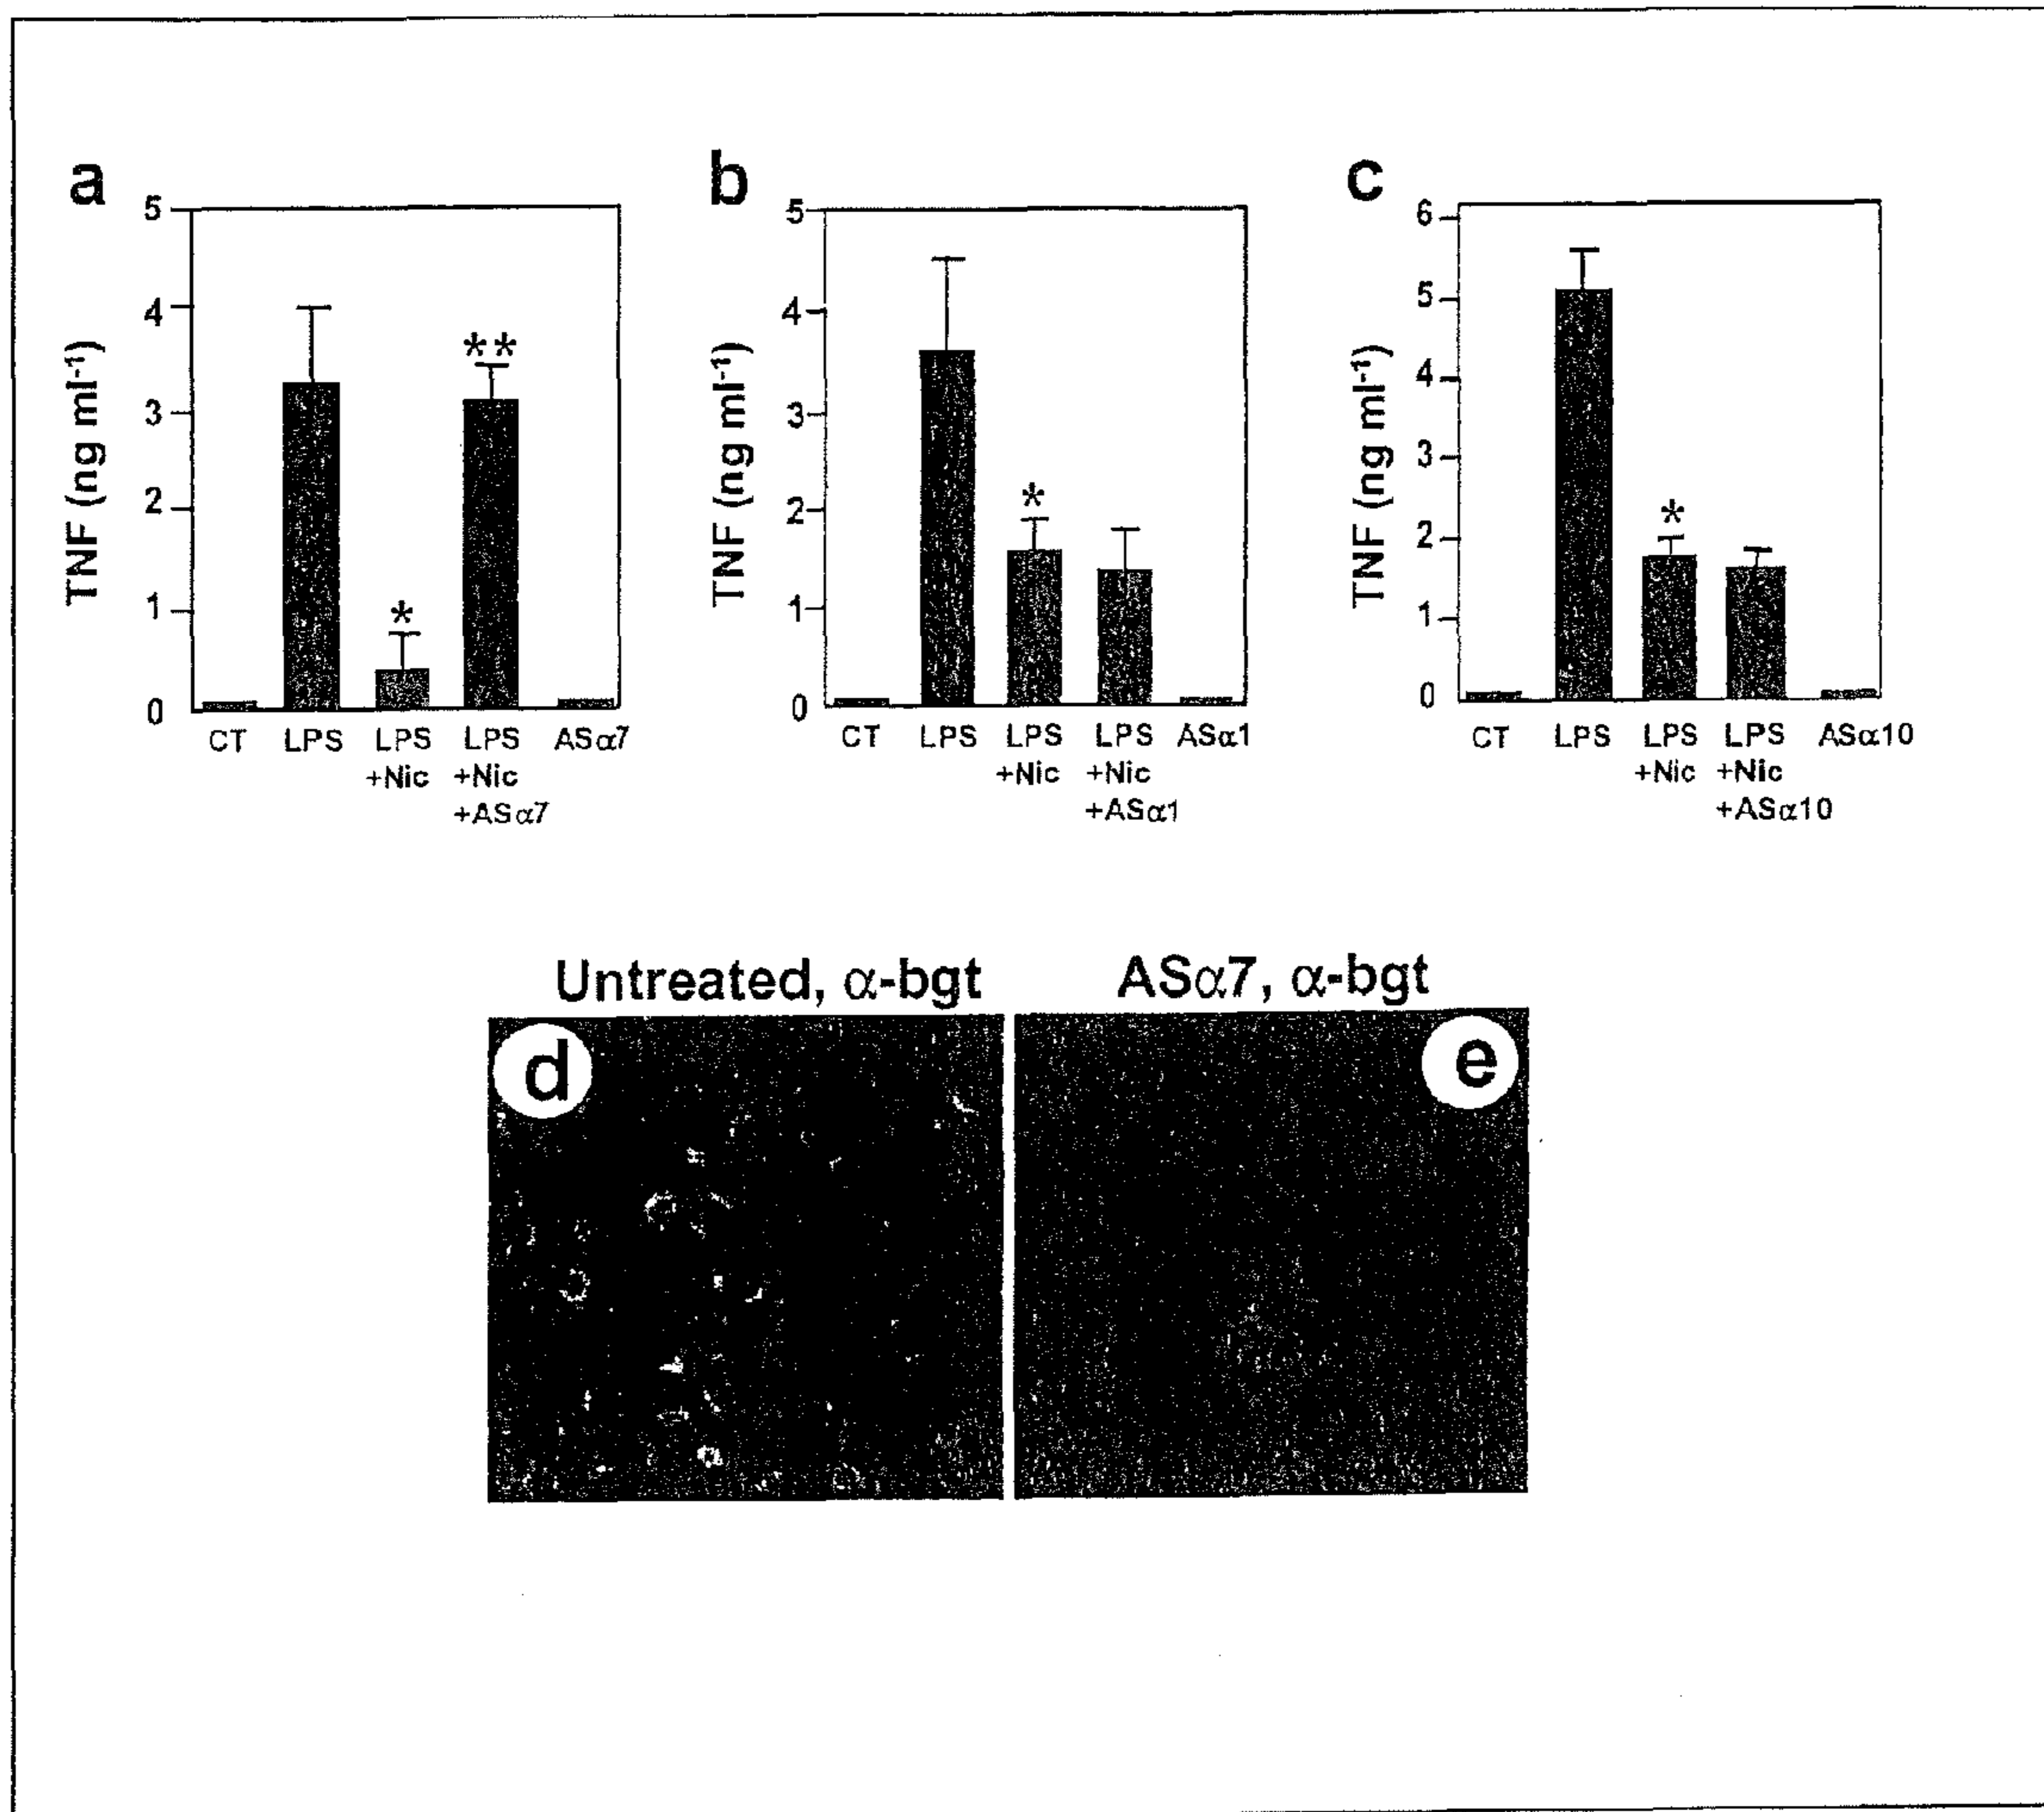 a
5
4
3
2
1
0
TNF (ng ml⁻¹)
*
**
CT LPS LPS LPS ASα7
+Nic +Nic
+ASα7
b
5
4
3
2
1
0
TNF (ng ml⁻¹)
*
CT LPS LPS LPS ASα1
+Nic +Nic
+ASα1
c
6
5
4
3
2
1
0
TNF (ng ml⁻¹)
*
CT LPS LPS LPS ASα10
+Nic +Nic
+ASα10
Untreated, α-bgt
ASα7, α-bgt
d
e